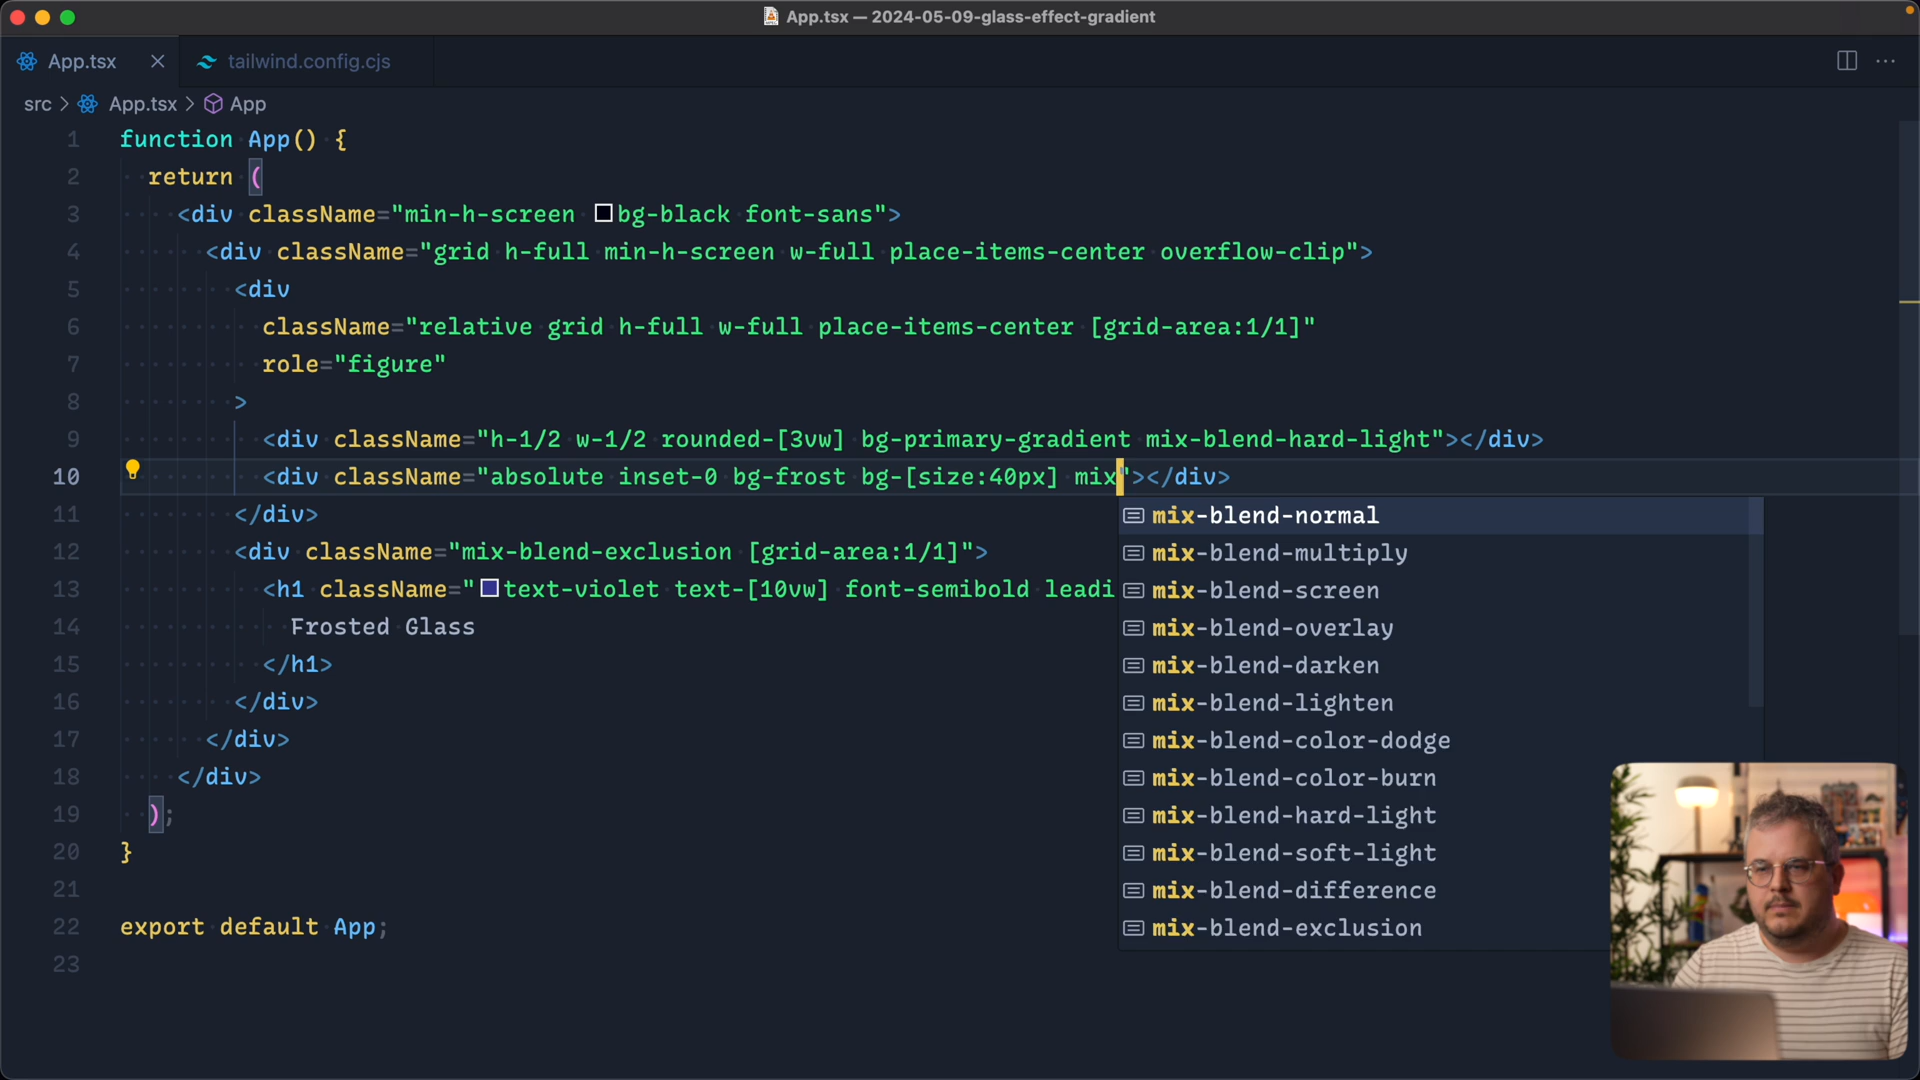 App.tsx — 2024-05-09-glass-effect-gradient
App.tsx tailwind.config.cjs
src > App.tsx > App
1 function App() {
2 return (
3 <div className="min-h-screen bg-black font-sans">
4 <div className="grid h-full min-h-screen w-full place-items-center overflow-clip">
5 <div
6 className="relative grid h-full w-full place-items-center [grid-area:1/1]"
7 role="figure"
8 >
9 <div className="h-1/2 w-1/2 rounded-[3vw] bg-primary-gradient mix-blend-hard-light"></div>
10 <div className="absolute inset-0 bg-frost bg-[size:40px] mix"></div>
11 </div>
12 <div className="mix-blend-exclusion [grid-area:1/1]">
13 <h1 className="text-violet text-[10vw] font-semibold leadi
14 Frosted Glass
15 </h1>
16 </div>
17 </div>
18 </div>
19 );
20 }
21
22 export default App;
23
mix-blend-normal
mix-blend-multiply
mix-blend-screen
mix-blend-overlay
mix-blend-darken
mix-blend-lighten
mix-blend-color-dodge
mix-blend-color-burn
mix-blend-hard-light
mix-blend-soft-light
mix-blend-difference
mix-blend-exclusion